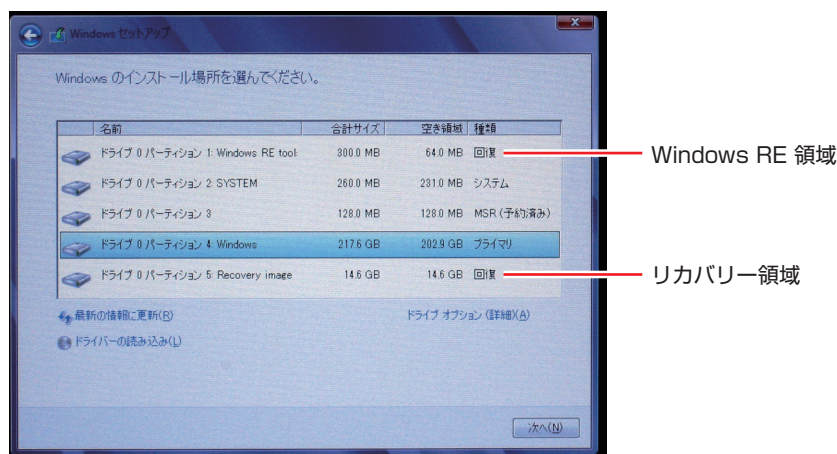 Windows セットアップ
Windows のインストール場所を選んでください。
名前 合計サイズ 空き領域 種類
ドライブ 0 パーティション 1: Windows RE tool: 300.0 MB 64.0 MB 回復
Windows RE 領域
ドライブ 0 パーティション 2: SYSTEM 260.0 MB 231.0 MB システム
ドライブ 0 パーティション 3 128.0 MB 128.0 MB MSR (予約済み)
ドライブ 0 パーティション 4: Windows 217.6 GB 202.9 GB プライマリ
ドライブ 0 パーティション 5: Recovery image 14.6 GB 14.6 GB 回復
リカバリー領域
最新の情報に更新(R) ドライブ オプション (詳細)(A)
ドライバーの読み込み(L)
次へ(N)